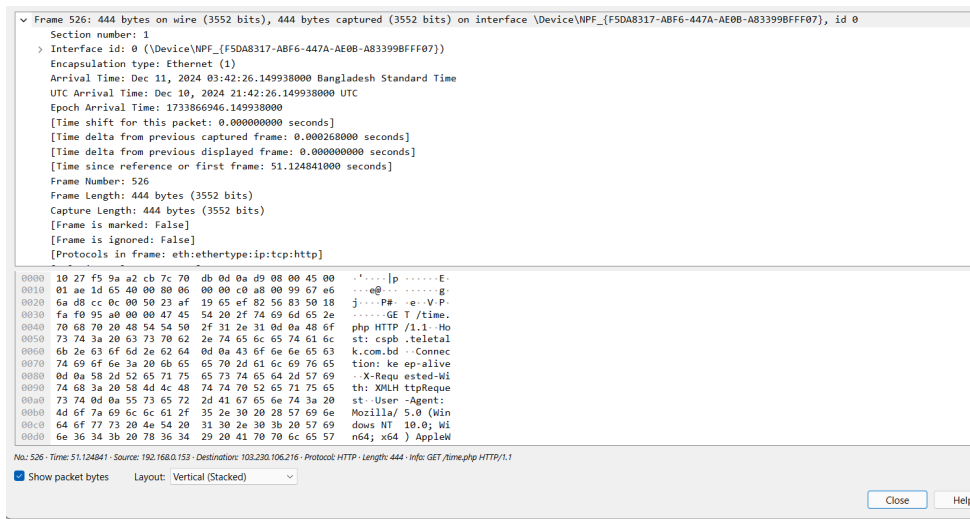 Frame 526: 444 bytes on wire (3552 bits), 444 bytes captured (3552 bits) on interface \Device\NPF_{F5DA8317-ABF6-447A-AE0B-A83399BFFF07}, id 0
Section number: 1
Interface id: 0 (\Device\NPF_{F5DA8317-ABF6-447A-AE0B-A83399BFFF07})
Encapsulation type: Ethernet (1)
Arrival Time: Dec 11, 2024 03:42:26.149938000 Bangladesh Standard Time
UTC Arrival Time: Dec 10, 2024 21:42:26.149938000 UTC
Epoch Arrival Time: 1733866946.149938000
[Time shift for this packet: 0.000000000 seconds]
[Time delta from previous captured frame: 0.000268000 seconds]
[Time delta from previous displayed frame: 0.000000000 seconds]
[Time since reference or first frame: 51.124841000 seconds]
Frame Number: 526
Frame Length: 444 bytes (3552 bits)
Capture Length: 444 bytes (3552 bits)
[Frame is marked: False]
[Frame is ignored: False]
[Protocols in frame: eth:ethertype:ip:tcp:http]
0000 10 27 f5 9a a2 cb 7c 70 db 0d 0a d9 08 00 45 00 ·'····|p ······E·
0010 01 ae 1d 65 40 00 80 06 00 00 c0 a8 00 99 67 e6 ···e@··· ······g·
0020 6a d8 cc 0c 00 50 23 af 19 65 ef 82 56 83 50 18 j····P#· ·e··V·P·
0030 fa f0 95 a0 00 00 47 45 54 20 2f 74 69 6d 65 2e ······GE T /time.
0040 70 68 70 20 48 54 54 50 2f 31 2e 31 0d 0a 48 6f php HTTP /1.1··Ho
0050 73 74 3a 20 63 73 70 62 2e 74 65 6c 65 74 61 6c st: cspb .teletal
0060 6b 2e 63 6f 6d 2e 62 64 0d 0a 43 6f 6e 6e 65 63 k.com.bd ··Connec
0070 74 69 6f 6e 3a 20 6b 65 65 70 2d 61 6c 69 76 65 tion: ke ep-alive
0080 0d 0a 58 2d 52 65 71 75 65 73 74 65 64 2d 57 69 ··X-Requ ested-Wi
0090 74 68 3a 20 58 4d 4c 48 74 74 70 52 65 71 75 65 th: XMLH ttpReque
00a0 73 74 0d 0a 55 73 65 72 2d 41 67 65 6e 74 3a 20 st··User -Agent:
00b0 4d 6f 7a 69 6c 6c 61 2f 35 2e 30 20 28 57 69 6e Mozilla/ 5.0 (Win
00c0 64 6f 77 73 20 4e 54 20 31 30 2e 30 3b 20 57 69 dows NT 10.0; Wi
00d0 6e 36 34 3b 20 78 36 34 29 20 41 70 70 6c 65 57 n64; x64 ) AppleW
No.: 526 · Time: 51.124841 · Source: 192.168.0.153 · Destination: 103.230.106.216 · Protocol: HTTP · Length: 444 · Info: GET /time.php HTTP/1.1
Show packet bytes Layout: Vertical (Stacked)
Close Help